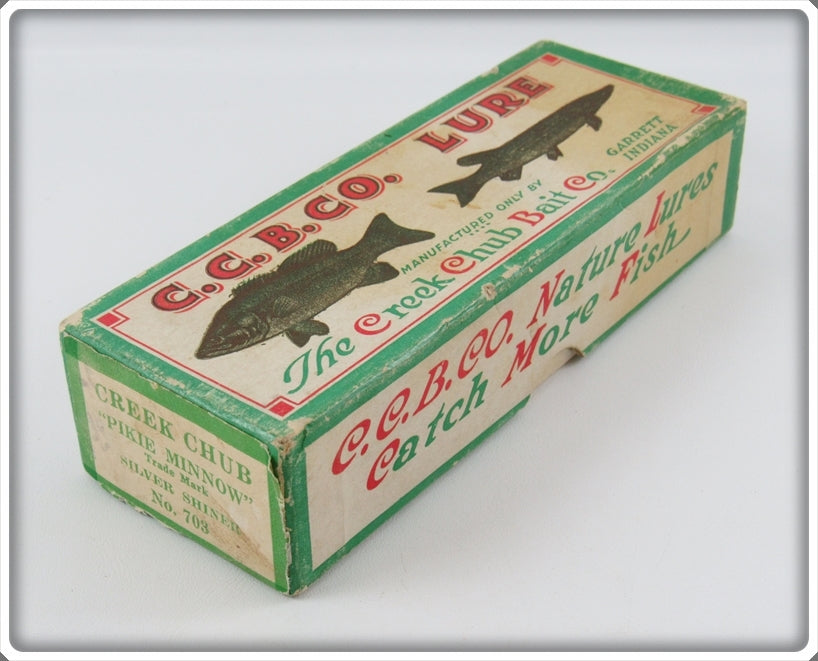 C.C.B.CO. LURE
MANUFACTURED ONLY BY
The Creek Chub Bait Co.
GARRETT
INDIANA
C.C.B.CO. Nature Lures
Catch More Fish
CREEK CHUB
"PIKIE MINNOW"
Trade Mark
SILVER SHINER
No. 703